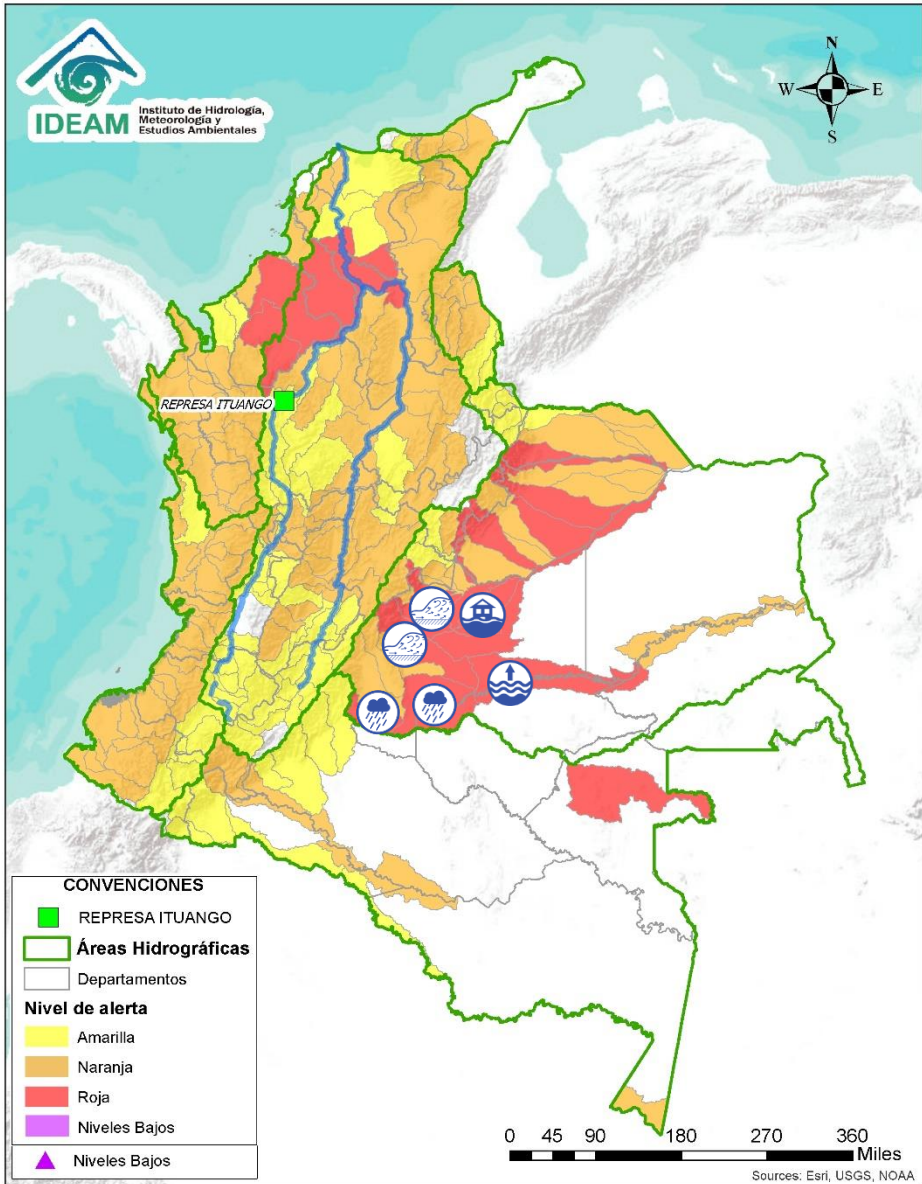 IDEAM
Instituto de Hidrología,
Meteorología y
Estudios Ambientales
N
W
E
S
REPRESA ITUANGO
CONVENCIONES
REPRESA ITUANGO
Áreas Hidrográficas
Departamentos
Nivel de alerta
Amarilla
Naranja
Roja
Niveles Bajos
Niveles Bajos
0 45 90 180 270 360
Miles
Sources: Esri, USGS, NOAA